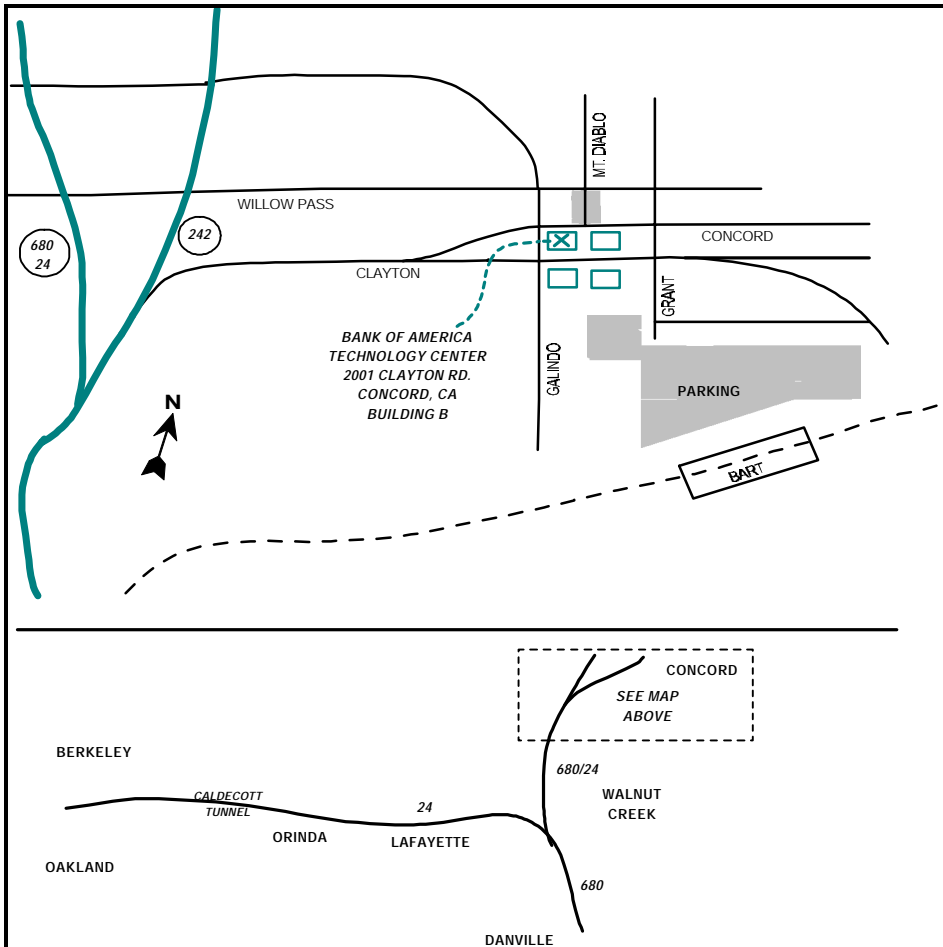 MT. DIABLO
WILLOW PASS
680
24
242
CONCORD
CLAYTON
GRANT
BANK OF AMERICA
TECHNOLOGY CENTER
2001 CLAYTON RD.
CONCORD, CA
BUILDING B
GALINDO
PARKING
N
BART
CONCORD
SEE MAP
ABOVE
BERKELEY
680/24
CALDECOTT
TUNNEL
24
WALNUT
CREEK
ORINDA
LAFAYETTE
OAKLAND
680
DANVILLE